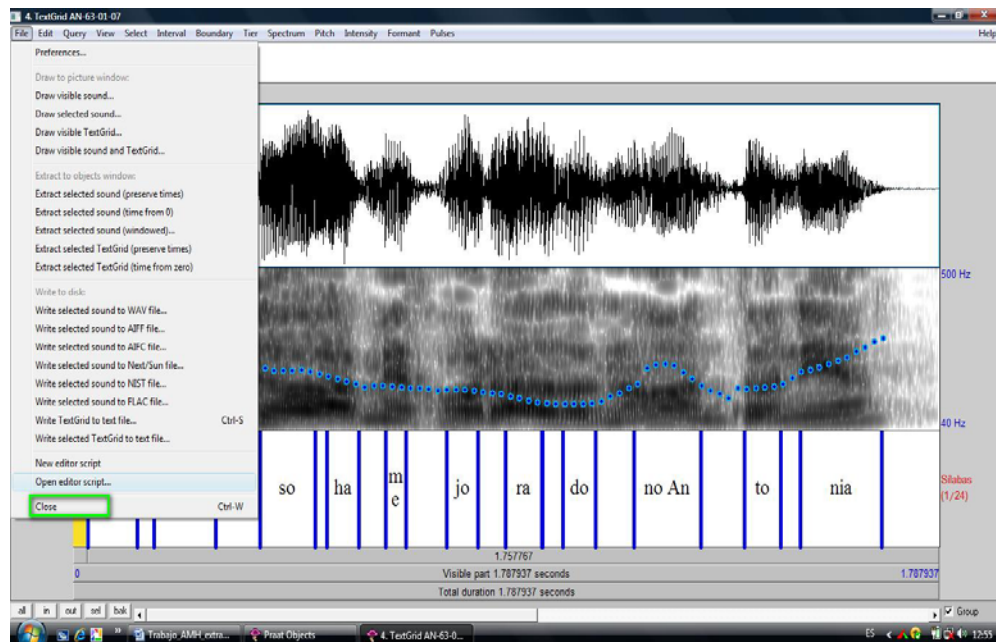 4. TextGrid AN-63-01-07
File Edit Query View Select Interval Boundary Tier Spectrum Pitch Intensity Formant Pulses Help
Preferences...
Draw to picture window:
Draw visible sound...
Draw selected sound...
Draw visible TextGrid...
Draw visible sound and TextGrid...
Extract to objects window:
Extract selected sound (preserve times)
Extract selected sound (time from 0)
Extract selected sound (windowed)...
Extract selected TextGrid (preserve times)
Extract selected TextGrid (time from zero)
Write to disk:
Write selected sound to WAV file...
Write selected sound to AIFF file...
Write selected sound to AIFC file...
Write selected sound to Next/Sun file...
Write selected sound to NIST file...
Write selected sound to FLAC file...
Write TextGrid to text file... Ctrl-S
Write selected TextGrid to text file...
New editor script
Open editor script...
Close Ctrl-W
500 Hz
40 Hz
so ha me jo ra do no An to nia
Sílabas
(1/24)
1.757767
0 Visible part 1.787937 seconds 1.787937
Total duration 1.787937 seconds
all in out sel bak Group
Trabajo_AMH_extra... Praat Objects 4. TextGrid AN-63-0... ES 12:53